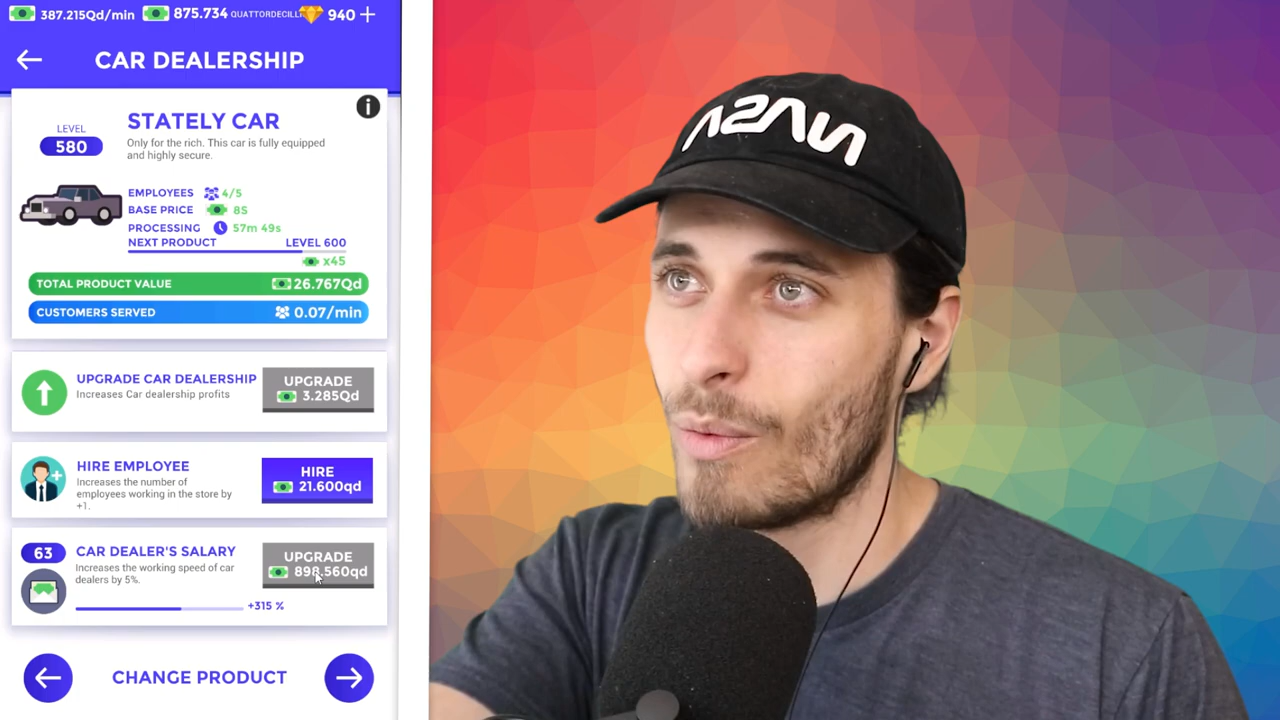 387.215Qd/min 875.734 QUATTORDECILLI 940 +
CAR DEALERSHIP
STATELY CAR
LEVEL
580
Only for the rich. This car is fully equipped
and highly secure.
EMPLOYEES 4/5
BASE PRICE 8S
PROCESSING 57m 49s
NEXT PRODUCT LEVEL 600
x45
TOTAL PRODUCT VALUE 26.767Qd
CUSTOMERS SERVED 0.07/min
UPGRADE CAR DEALERSHIP
Increases Car dealership profits
UPGRADE
3.285Qd
HIRE EMPLOYEE
Increases the number of
employees working in the store by
+1.
HIRE
21.600qd
63
CAR DEALER'S SALARY
Increases the working speed of car
dealers by 5%.
UPGRADE
898.560qd
+315 %
CHANGE PRODUCT
NASA